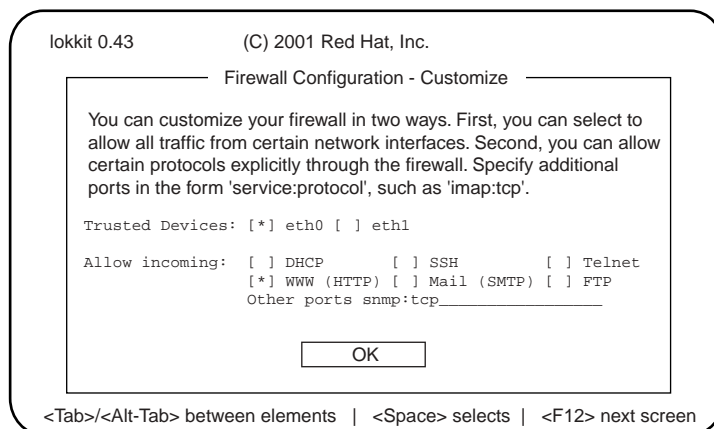 lokkit 0.43 (C) 2001 Red Hat, Inc.
Firewall Configuration - Customize
You can customize your firewall in two ways. First, you can select to
allow all traffic from certain network interfaces. Second, you can allow
certain protocols explicitly through the firewall. Specify additional
ports in the form 'service:protocol', such as 'imap:tcp'.
Trusted Devices: [*] eth0 [ ] eth1
Allow incoming: [ ] DHCP [ ] SSH [ ] Telnet
[*] WWW (HTTP) [ ] Mail (SMTP) [ ] FTP
Other ports snmp:tcp_________________
OK
<Tab>/<Alt-Tab> between elements | <Space> selects | <F12> next screen